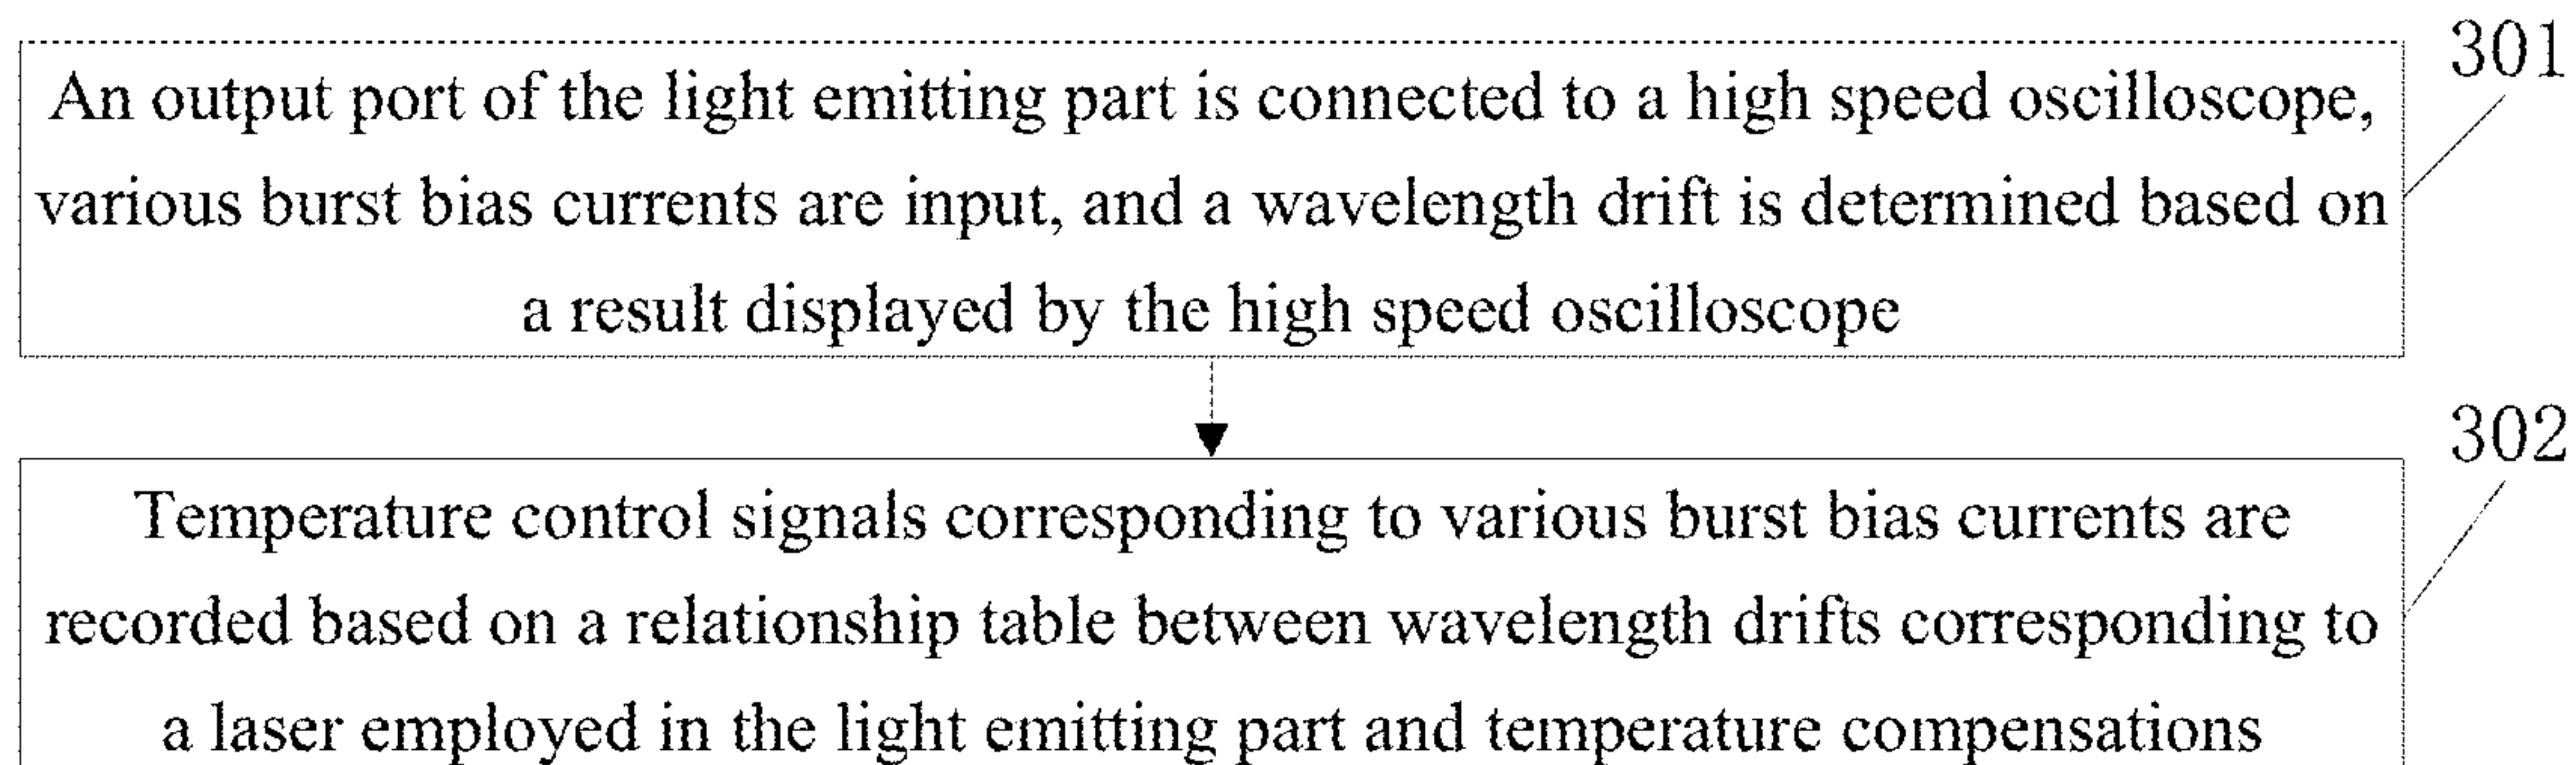 301
An output port of the light emitting part is connected to a high speed oscilloscope,
various burst bias currents are input, and a wavelength drift is determined based on
a result displayed by the high speed oscilloscope
302
Temperature control signals corresponding to various burst bias currents are
recorded based on a relationship table between wavelength drifts corresponding to
a laser employed in the light emitting part and temperature compensations